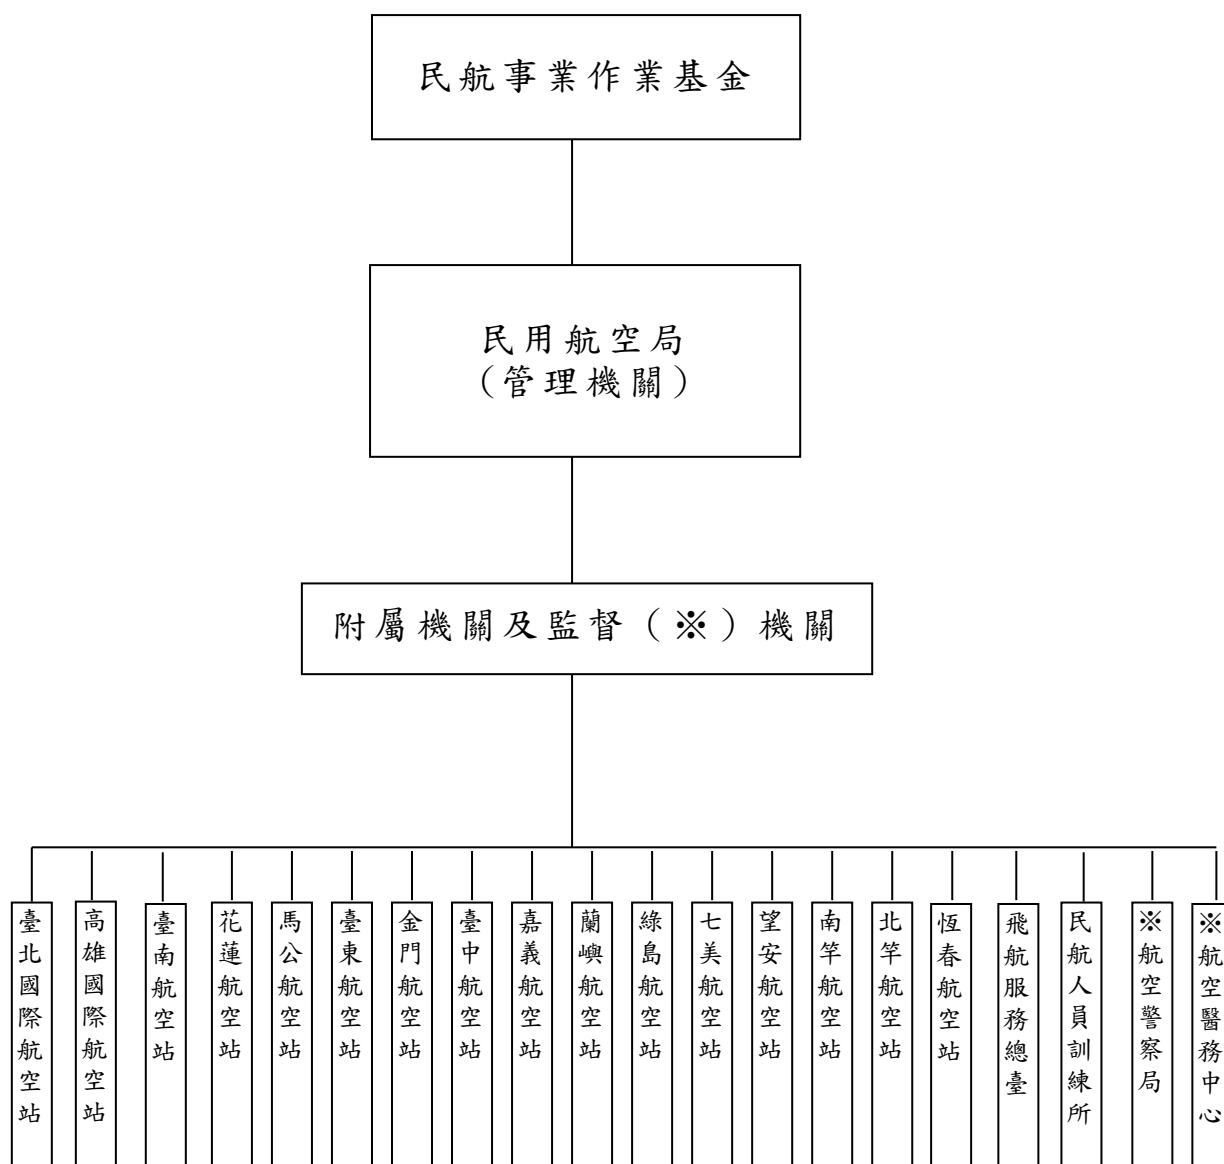 民航事業作業基金
民用航空局
（管理機關）
附屬機關及監督（※）機關
臺北國際航空站
高雄國際航空站
臺南航空站
花蓮航空站
馬公航空站
臺東航空站
金門航空站
臺中航空站
嘉義航空站
蘭嶼航空站
綠島航空站
七美航空站
望安航空站
南竿航空站
北竿航空站
恆春航空站
飛航服務總臺
民航人員訓練所
※航空警察局
※航空醫務中心